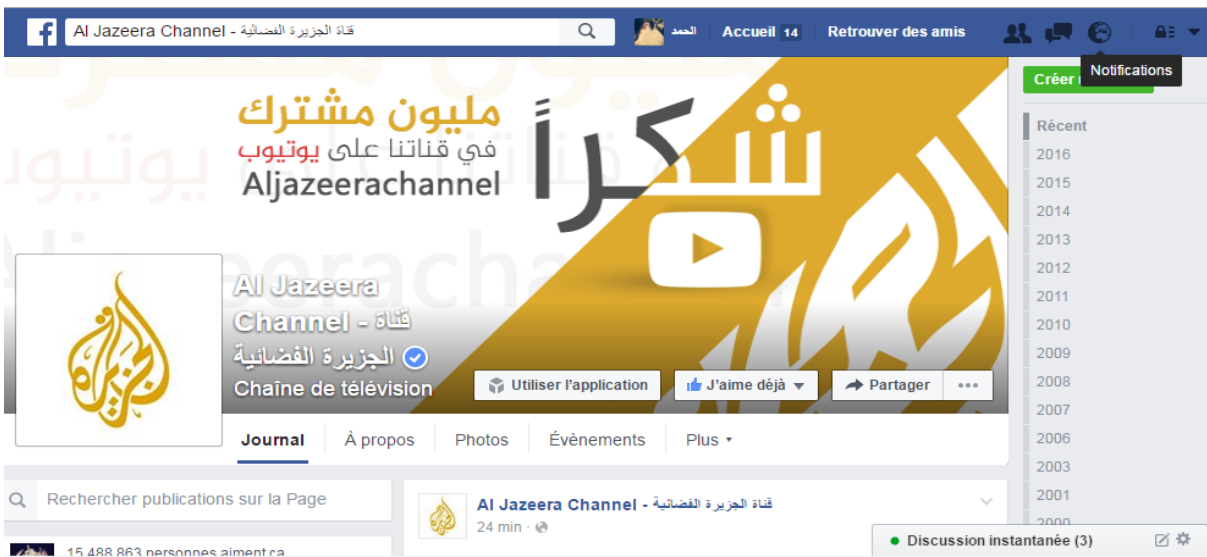 Al Jazeera Channel - قناة الجزيرة الفضائية
الحمد
Accueil 14
Retrouver des amis
Notifications
Créer
شكراً
مليون مشترك
في قناتنا على يوتيوب
Aljazeerachannel
Al Jazeera
Channel - قناة
الجزيرة الفضائية
Chaîne de télévision
Utiliser l'application
J'aime déjà
Partager
Journal
À propos
Photos
Évènements
Plus
Récent
2016
2015
2014
2013
2012
2011
2010
2009
2008
2007
2006
2003
2001
2000
Rechercher publications sur la Page
Al Jazeera Channel - قناة الجزيرة الفضائية
24 min
15 488 863 personnes aiment ça
Discussion instantanée (3)